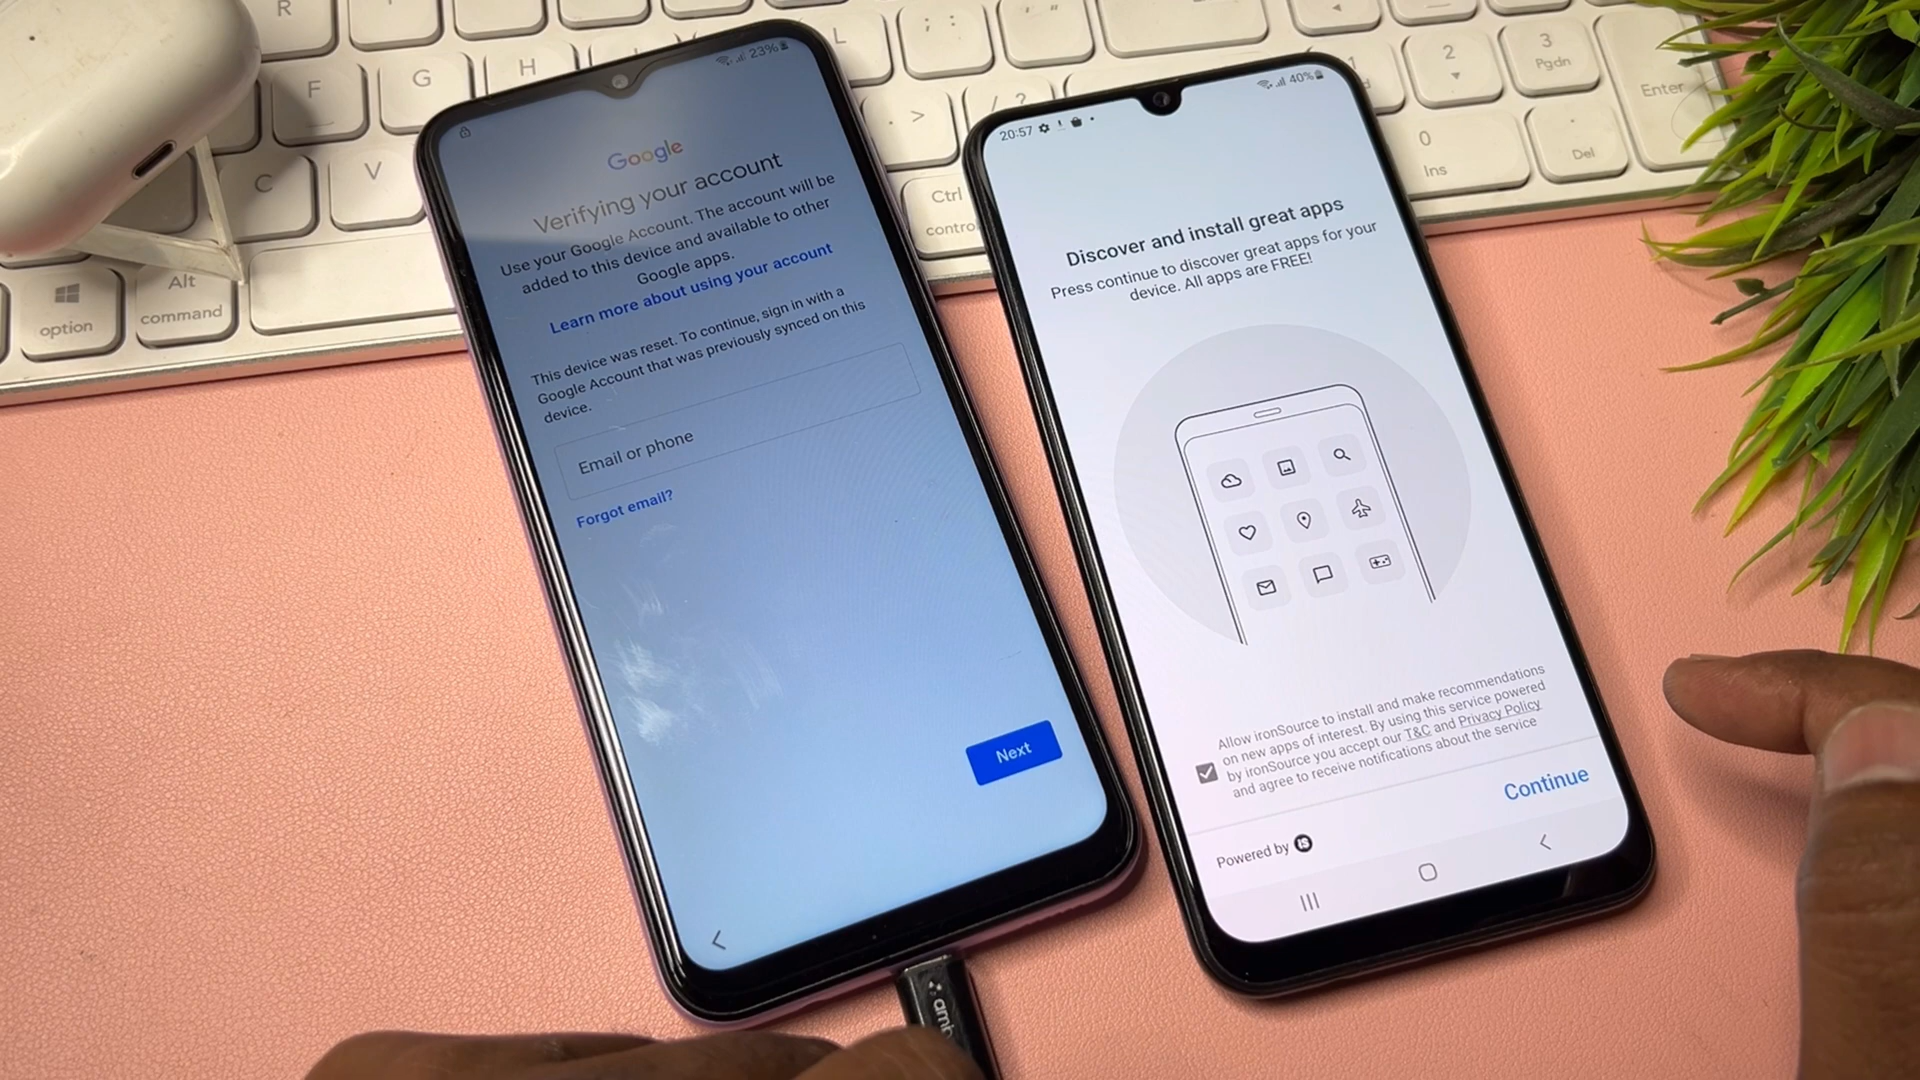 R
F
G
H
L
C
V
. >
/ ?
; :
1
2
3
Pgdn
Enter
0
Ins
Del
Ctrl
control
option
Alt
command
23%
Google
Verifying your account
Use your Google Account. The account will be
added to this device and available to other
Google apps.
Learn more about using your account
This device was reset. To continue, sign in with a
Google Account that was previously synced on this
device.
Email or phone
Forgot email?
Next
20:57
40%
Discover and install great apps
Press continue to discover great apps for your
device. All apps are FREE!
Allow ironSource to install and make recommendations
on new apps of interest. By using this service powered
by ironSource you accept our T&C and Privacy Policy
and agree to receive notifications about the service
Continue
Powered by iS